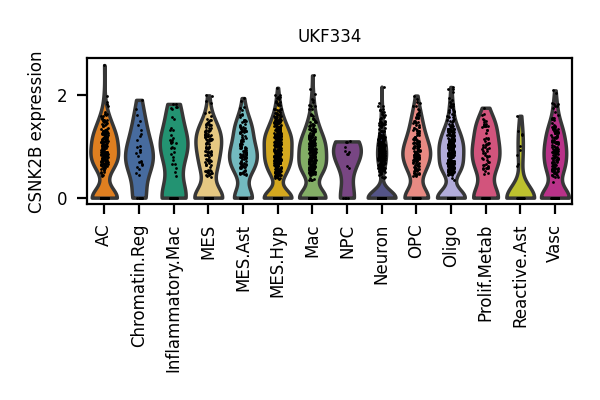 UKF334
CSNK2B expression
2
0
AC
Chromatin.Reg
Inflammatory.Mac
MES
MES.Ast
MES.Hyp
Mac
NPC
Neuron
OPC
Oligo
Prolif.Metab
Reactive.Ast
Vasc